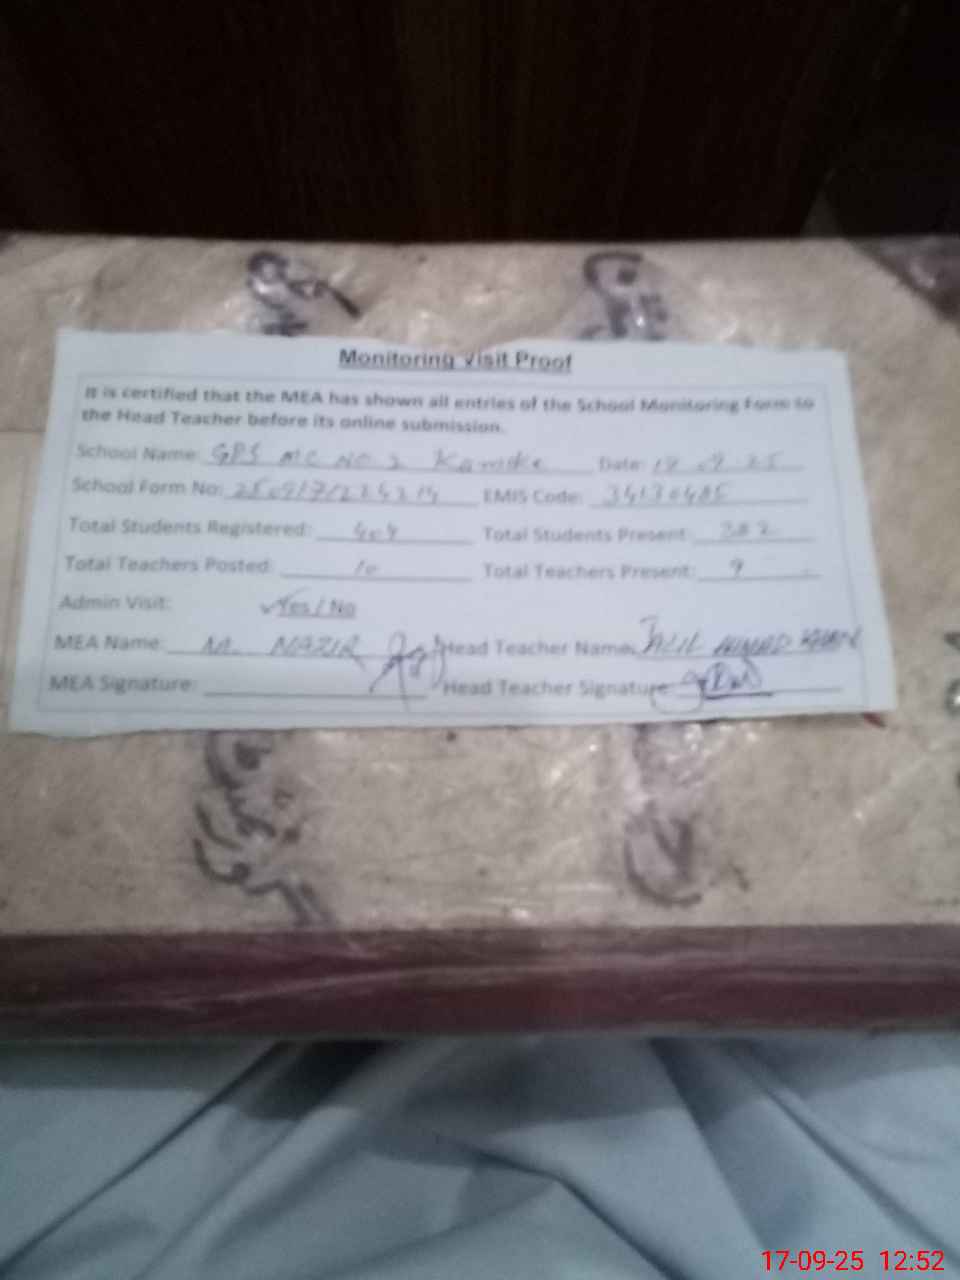 Monitoring Visit Proof
It is certified that the MEA has shown all entries of the School Monitoring Form to
the Head Teacher before its online submission.
School Name: GPS MC NO 2 Kamoke Date: 17 9 25
School Form No: EMIS Code: 34130485
Total Students Registered: 404 Total Students Present: 382
Total Teachers Posted: 10 Total Teachers Present: 9
Admin Visit: Yes / No
MEA Name: M. NAZIR Head Teacher Name: AHMAD KHAN
MEA Signature: Head Teacher Signature:
17-09-25 12:52